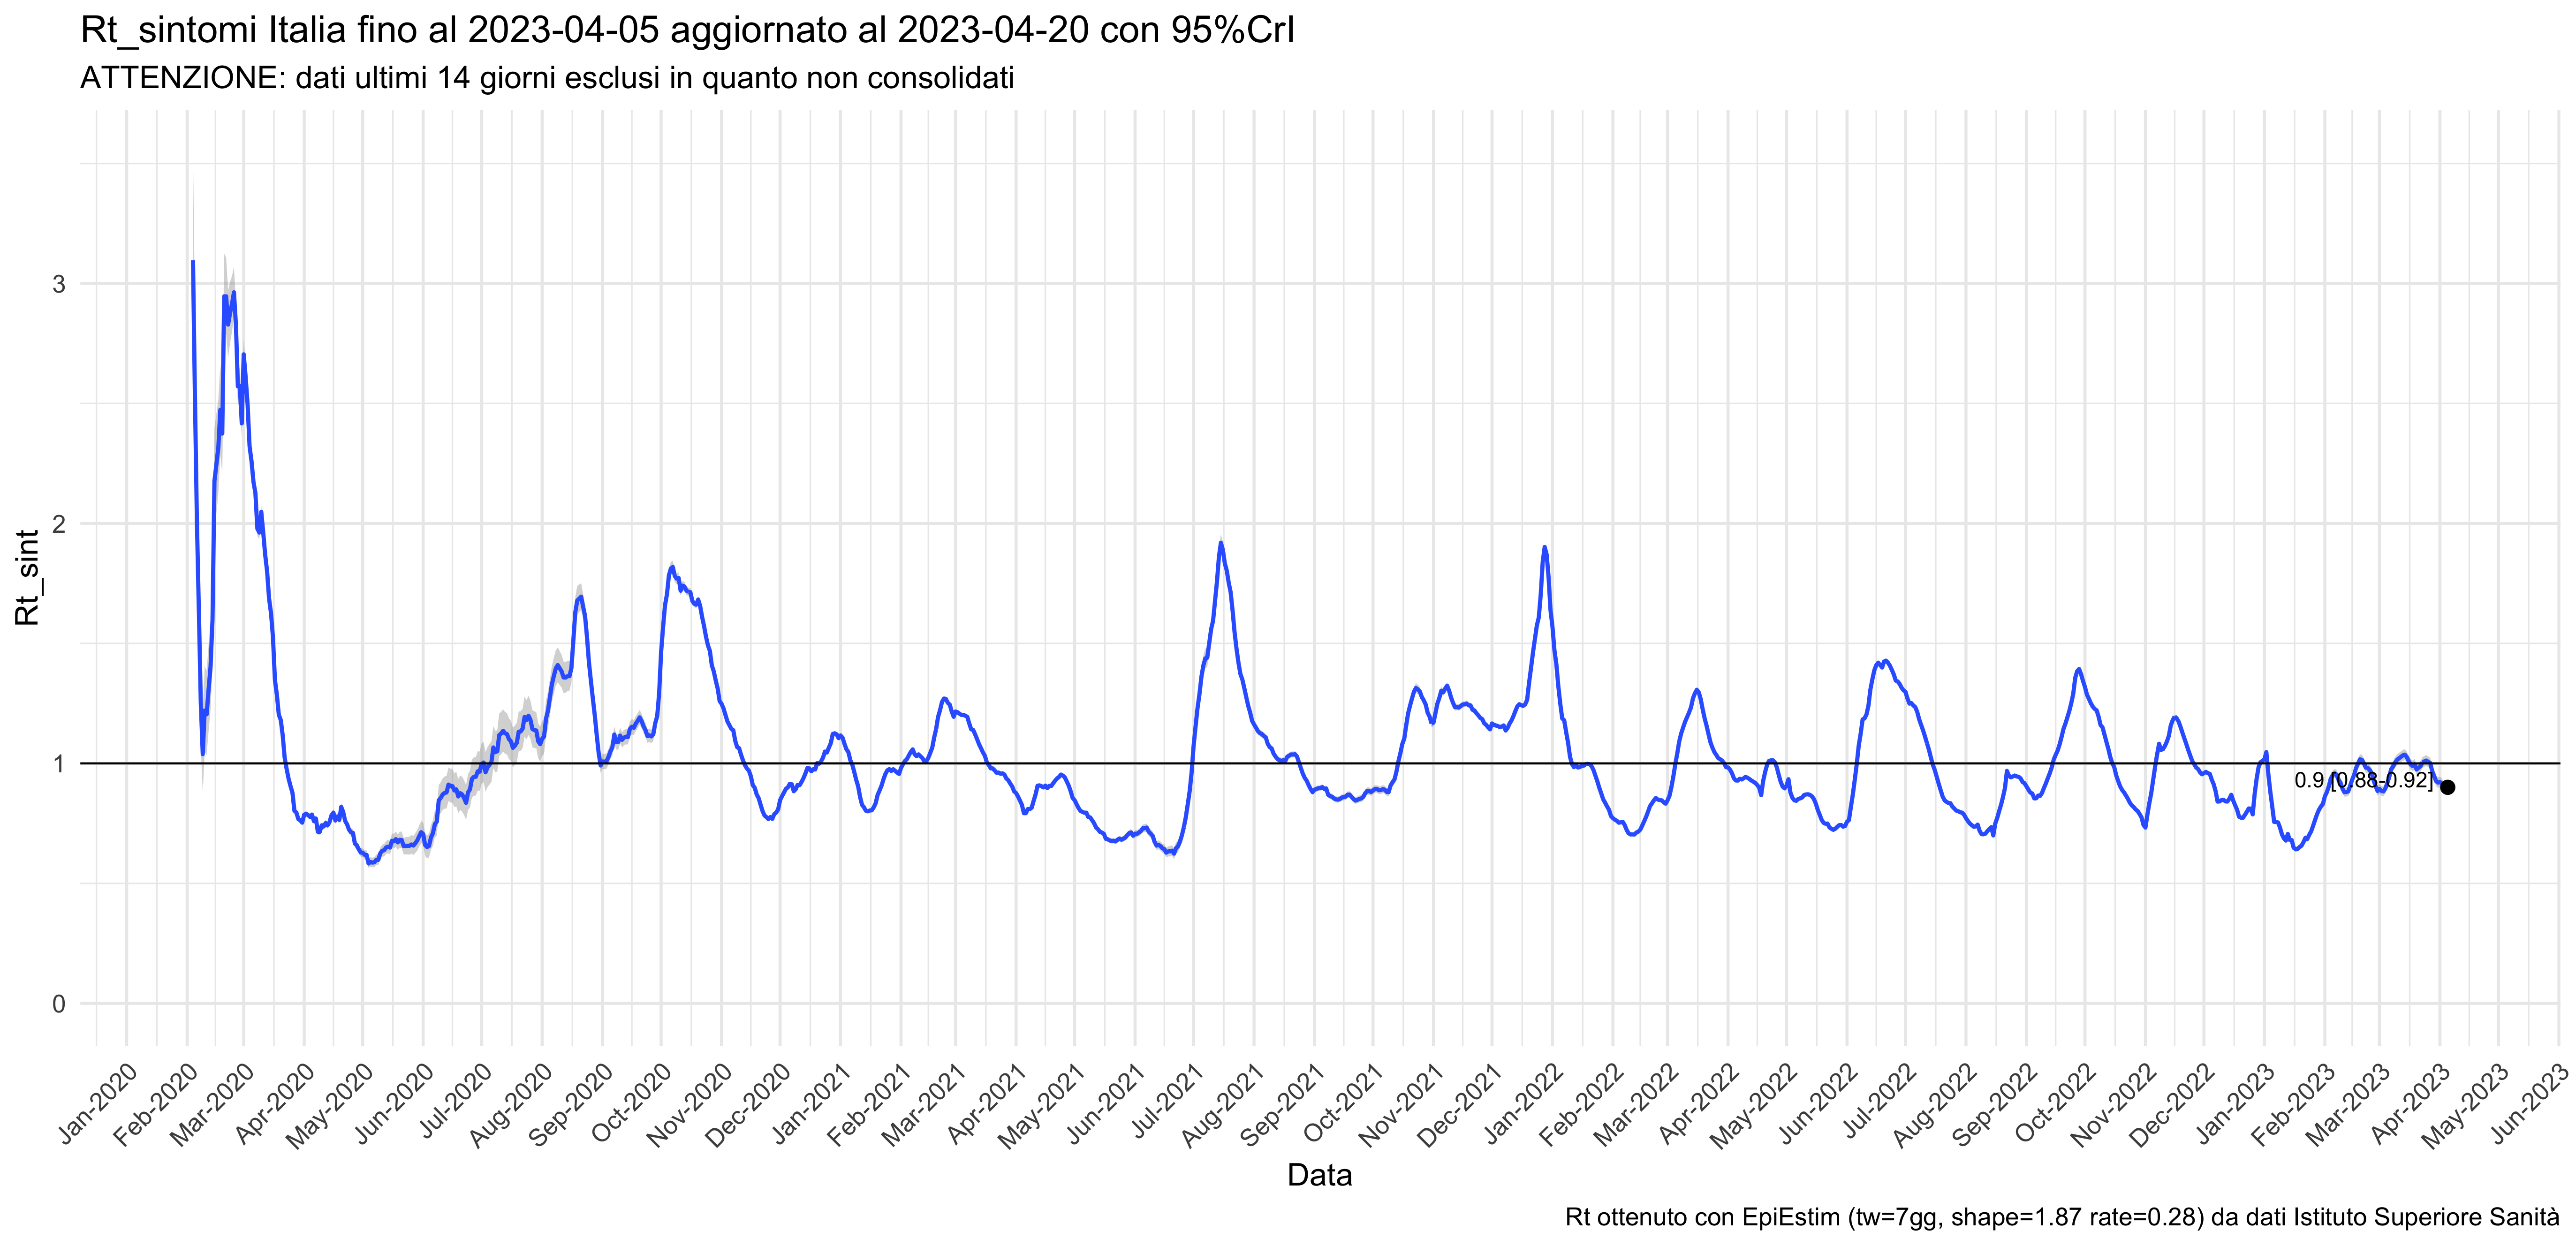 Rt_sintomi Italia fino al 2023-04-05 aggiornato al 2023-04-20 con 95%CrI
ATTENZIONE: dati ultimi 14 giorni esclusi in quanto non consolidati
Rt_sint
3
2
1
0
0.9 [0.88-0.92]
Jan-2020
Feb-2020
Mar-2020
Apr-2020
May-2020
Jun-2020
Jul-2020
Aug-2020
Sep-2020
Oct-2020
Nov-2020
Dec-2020
Jan-2021
Feb-2021
Mar-2021
Apr-2021
May-2021
Jun-2021
Jul-2021
Aug-2021
Sep-2021
Oct-2021
Nov-2021
Dec-2021
Jan-2022
Feb-2022
Mar-2022
Apr-2022
May-2022
Jun-2022
Jul-2022
Aug-2022
Sep-2022
Oct-2022
Nov-2022
Dec-2022
Jan-2023
Feb-2023
Mar-2023
Apr-2023
May-2023
Jun-2023
Data
Rt ottenuto con EpiEstim (tw=7gg, shape=1.87 rate=0.28) da dati Istituto Superiore Sanità